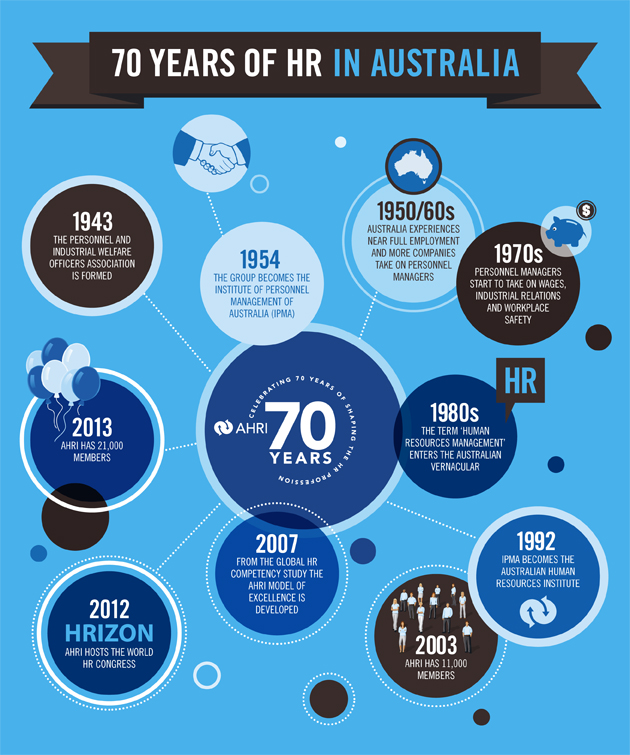 70 YEARS OF HR IN AUSTRALIA
1943
THE PERSONNEL AND
INDUSTRIAL WELFARE
OFFICERS ASSOCIATION
IS FORMED
1954
THE GROUP BECOMES THE
INSTITUTE OF PERSONNEL
MANAGEMENT OF
AUSTRALIA (IPMA)
1950/60s
AUSTRALIA EXPERIENCES
NEAR FULL EMPLOYMENT
AND MORE COMPANIES
TAKE ON PERSONNEL
MANAGERS
$
1970s
PERSONNEL MANAGERS
START TO TAKE ON WAGES,
INDUSTRIAL RELATIONS
AND WORKPLACE
SAFETY
HR
1980s
THE TERM ‘HUMAN
RESOURCES MANAGEMENT’
ENTERS THE AUSTRALIAN
VERNACULAR
CELEBRATING 70 YEARS OF SHAPING THE HR PROFESSION
AHRI
70
YEARS
2013
AHRI HAS 21,000
MEMBERS
1992
IPMA BECOMES THE
AUSTRALIAN HUMAN
RESOURCES INSTITUTE
2007
FROM THE GLOBAL HR
COMPETENCY STUDY THE
AHRI MODEL OF
EXCELLENCE IS
DEVELOPED
2003
AHRI HAS 11,000
MEMBERS
2012
HRIZON
AHRI HOSTS THE WORLD
HR CONGRESS